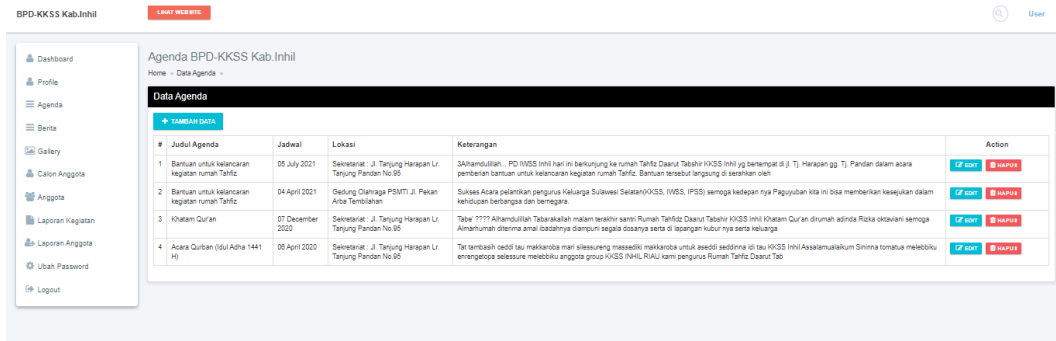 BPD-KKSS Kab.Inhil
LIHAT WEBSITE
User
Dashboard
Profile
Agenda
Berita
Gallery
Calon Anggota
Anggota
Laporan Kegiatan
Laporan Anggota
Ubah Password
Logout
Agenda BPD-KKSS Kab.Inhil
Home » Data Agenda »
Data Agenda
+ TAMBAH DATA
# Judul Agenda Jadwal Lokasi Keterangan Action
1 Bantuan untuk kelancaran 05 July 2021 Sekretariat : Jl. Tanjung Harapan Lr. 3Alhamdulillah... PD IWSS Inhil hari ini berkunjung ke rumah Tahfiz Daarut Tabshir KKSS Inhil yg bertempat di jl. Tj. Harapan gg. Tj. Pandan dalam acara EDIT HAPUS
kegiatan rumah Tahfiz Tanjung Pandan No.95 pemberian bantuan untuk kelancaran kegiatan rumah Tahfiz. Bantuan tersebut langsung di serahkan oleh
2 Bantuan untuk kelancaran 04 April 2021 Gedung Olahraga PSMTI Jl. Pekan Sukses Acara pelantikan pengurus Keluarga Sulawesi Selatan(KKSS, IWSS, IPSS) semoga kedepan nya Paguyuban kita ini bisa memberikan kesejukan dalam EDIT HAPUS
kegiatan rumah Tahfiz Arba Tembilahan kehidupan berbangsa dan bernegara.
3 Khatam Qur'an 07 December Sekretariat : Jl. Tanjung Harapan Lr. Tabe' ???? Alhamdulillah Tabarakallah malam terakhir santri Rumah Tahfidz Daarut Tabshir KKSS Inhil Khatam Qur'an dirumah adinda Rizka oktaviani semoga EDIT HAPUS
2020 Tanjung Pandan No.95 Almarhumah diterima amal ibadahnya diampuni segala dosanya serta di lapangan kubur nya serta keluarga
4 Acara Qurban (Idul Adha 1441 06 April 2020 Sekretariat : Jl. Tanjung Harapan Lr. Tat tambasih ceddi tau makkaroba mari silessureng massediki makkaroba untuk aseddi seddinna idi tau KKSS Inhil Assalamualaikum Sininna tomatua melebbiku EDIT HAPUS
H) Tanjung Pandan No.95 enrengetopa selessure melebbiku anggota group KKSS INHIL RIAU kami pengurus Rumah Tahfiz Daarut Tab